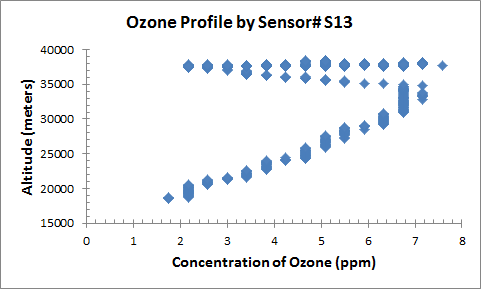 Ozone Profile by Sensor# S13
40000
35000
30000
25000
20000
15000
Altitude (meters)
0 1 2 3 4 5 6 7 8
Concentration of Ozone (ppm)